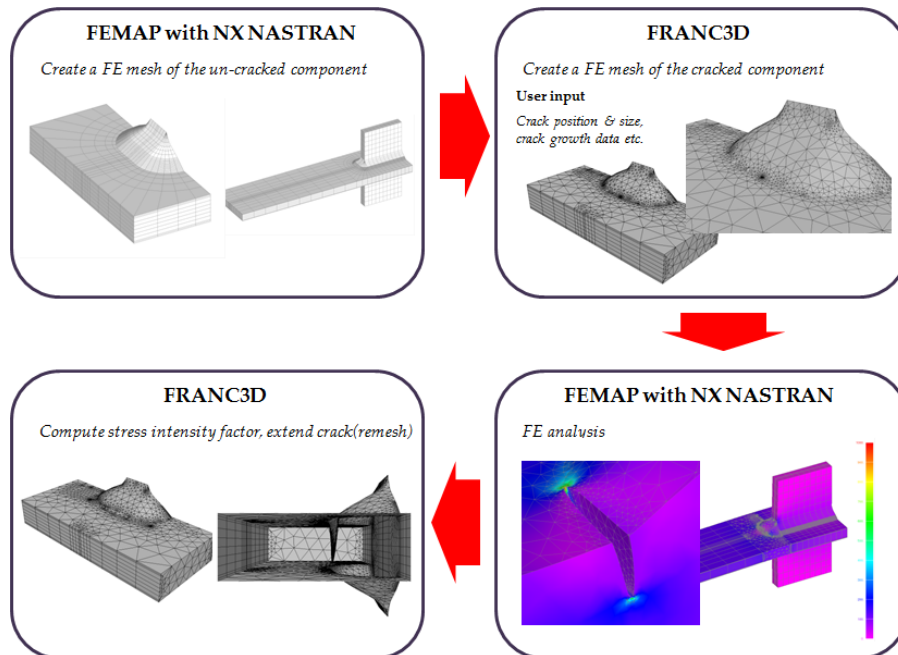 FEMAP with NX NASTRAN
Create a FE mesh of the un-cracked component
FRANC3D
Create a FE mesh of the cracked component
User input
Crack position & size,
crack growth data etc.
FRANC3D
Compute stress intensity factor, extend crack(remesh)
FEMAP with NX NASTRAN
FE analysis